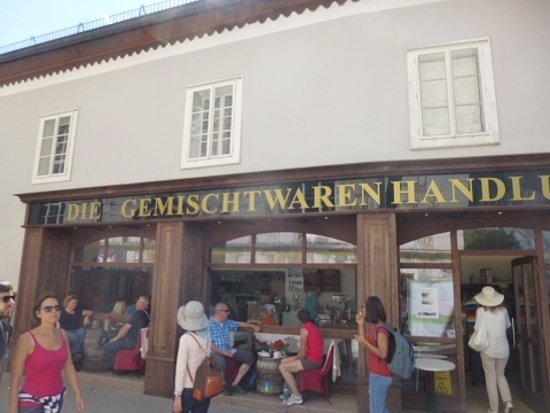 DIE GEMISCHTWAREN HANDLU